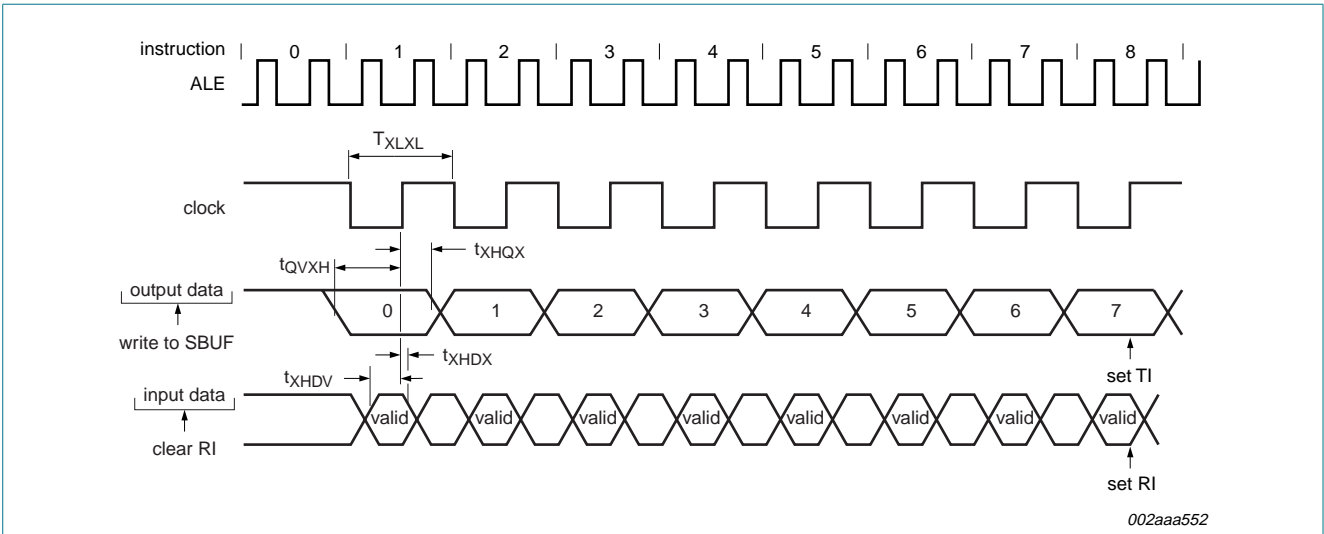 instruction | 0 | 1 | 2 | 3 | 4 | 5 | 6 | 7 | 8 |
ALE
TXLXL
clock
tXHQX
tQVXH
output data
0 1 2 3 4 5 6 7
write to SBUF
tXHDX
set TI
tXHDV
input data
valid valid valid valid valid valid valid valid
clear RI
set RI
002aaa552